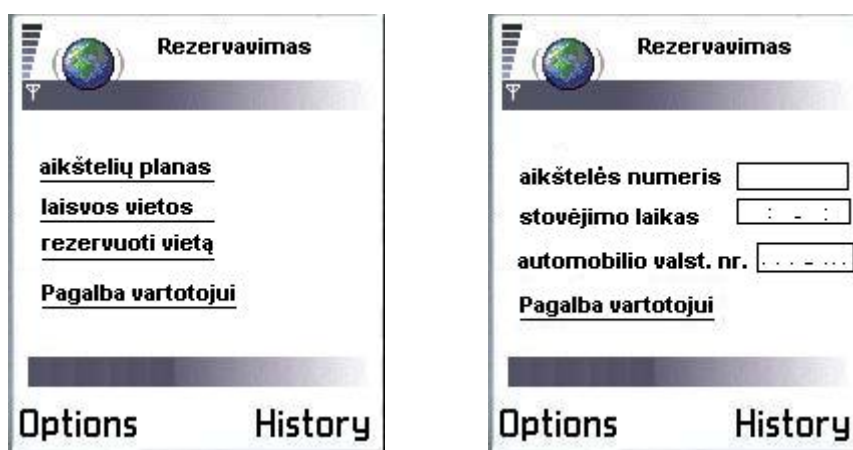 Rezervavimas
aikštelių planas
laisvos vietos
rezervuoti vietą
Pagalba vartotojui
Options History
Rezervavimas
aikštelės numeris
stovėjimo laikas : - :
automobilio valst. nr. . . . - . . .
Pagalba vartotojui
Options History